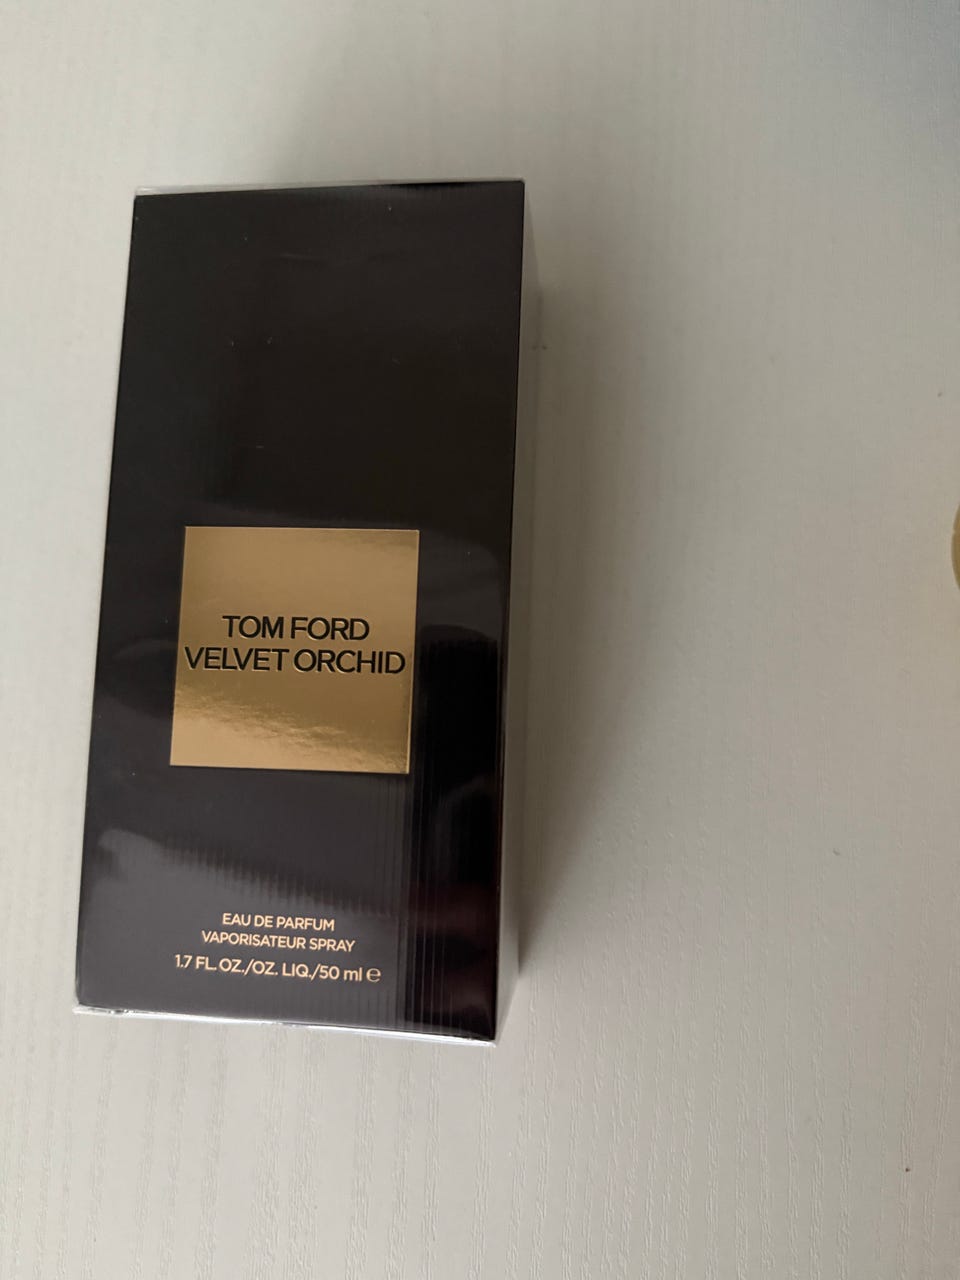 TOM FORD
VELVET ORCHID
EAU DE PARFUM
VAPORISATEUR SPRAY
1.7 FL. OZ./OZ. LIQ./50 ml ℮